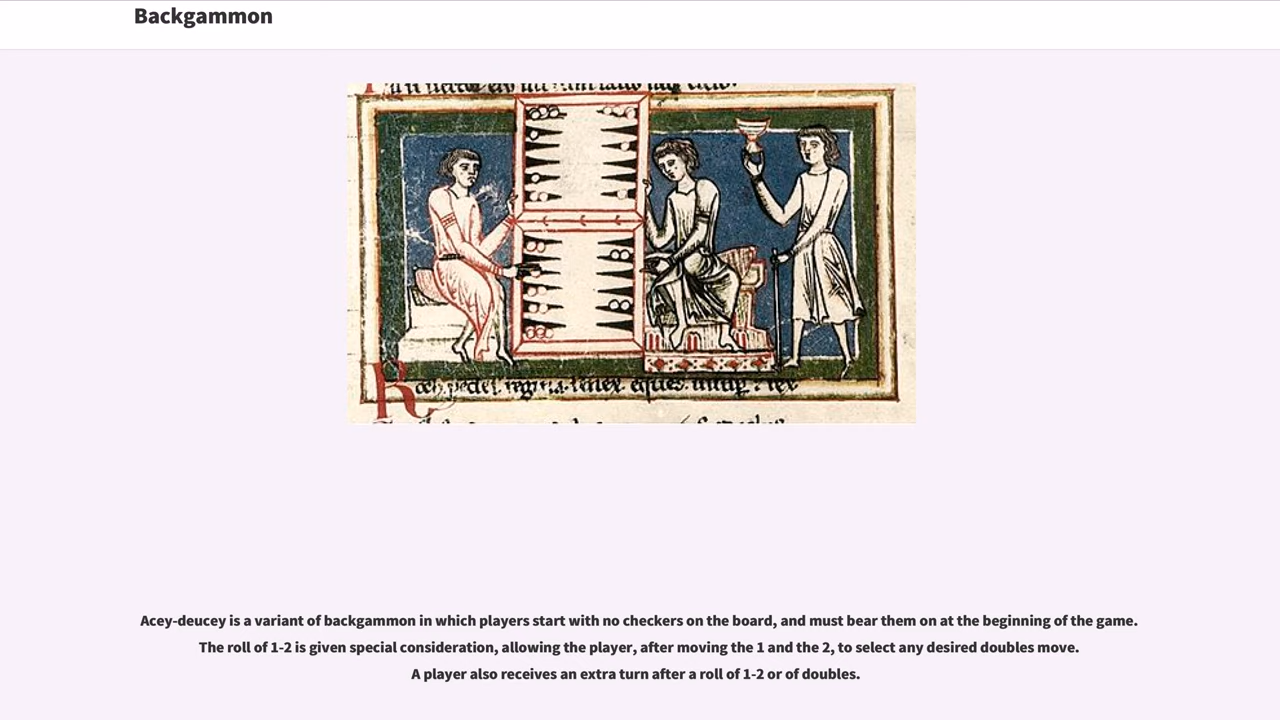 Backgammon
Acey-deucey is a variant of backgammon in which players start with no checkers on the board, and must bear them on at the beginning of the game.
The roll of 1-2 is given special consideration, allowing the player, after moving the 1 and the 2, to select any desired doubles move.
A player also receives an extra turn after a roll of 1-2 or of doubles.